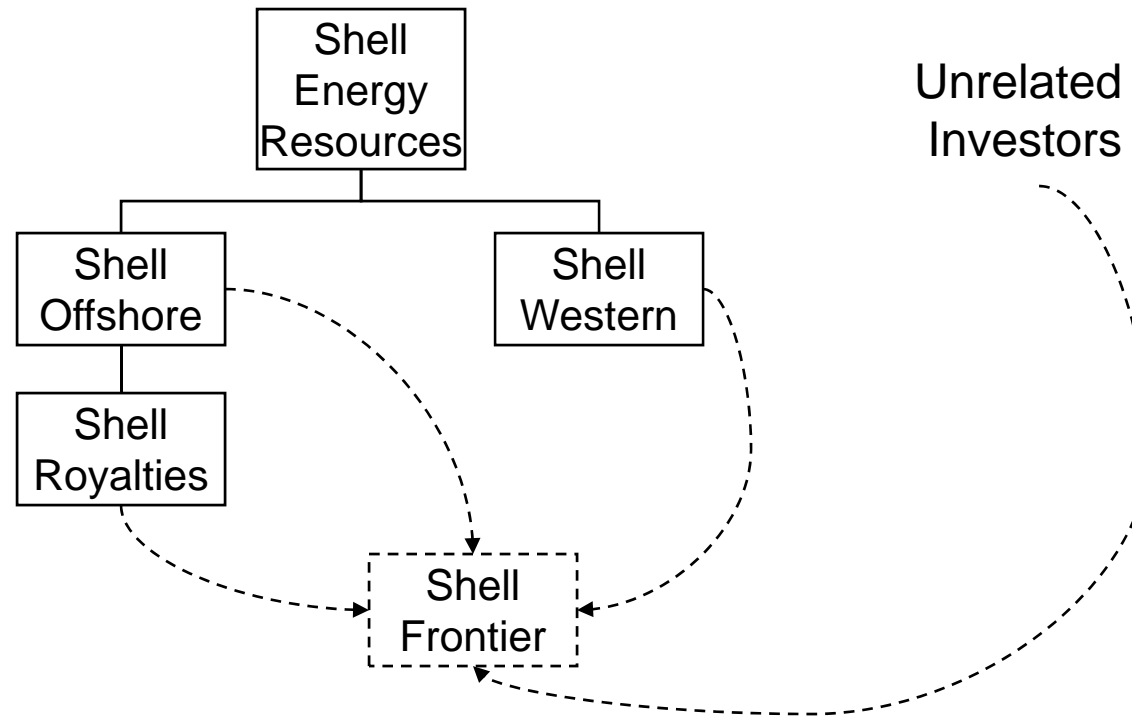 Shell
Energy
Resources
Unrelated
Investors
Shell
Offshore
Shell
Western
Shell
Royalties
Shell
Frontier